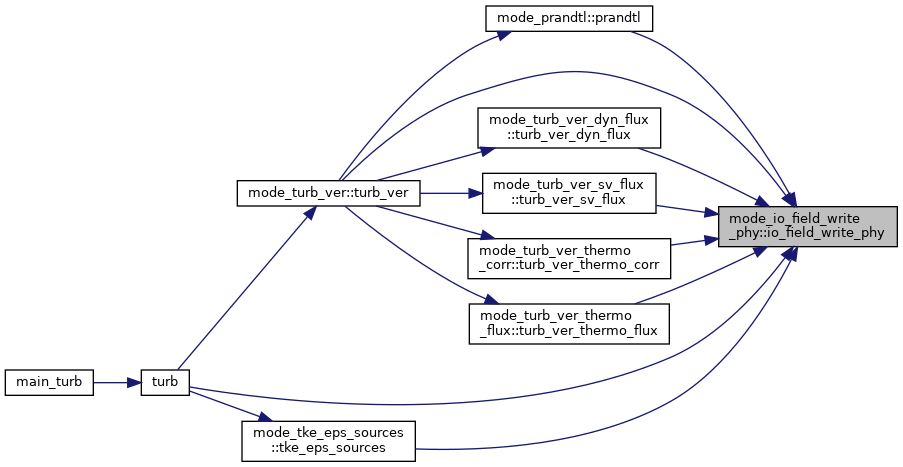 mode_prandtl::prandtl
mode_turb_ver_dyn_flux
::turb_ver_dyn_flux
mode_turb_ver::turb_ver
mode_turb_ver_sv_flux
::turb_ver_sv_flux
mode_io_field_write
_phy::io_field_write_phy
mode_turb_ver_thermo
_corr::turb_ver_thermo_corr
mode_turb_ver_thermo
_flux::turb_ver_thermo_flux
main_turb
turb
mode_tke_eps_sources
::tke_eps_sources